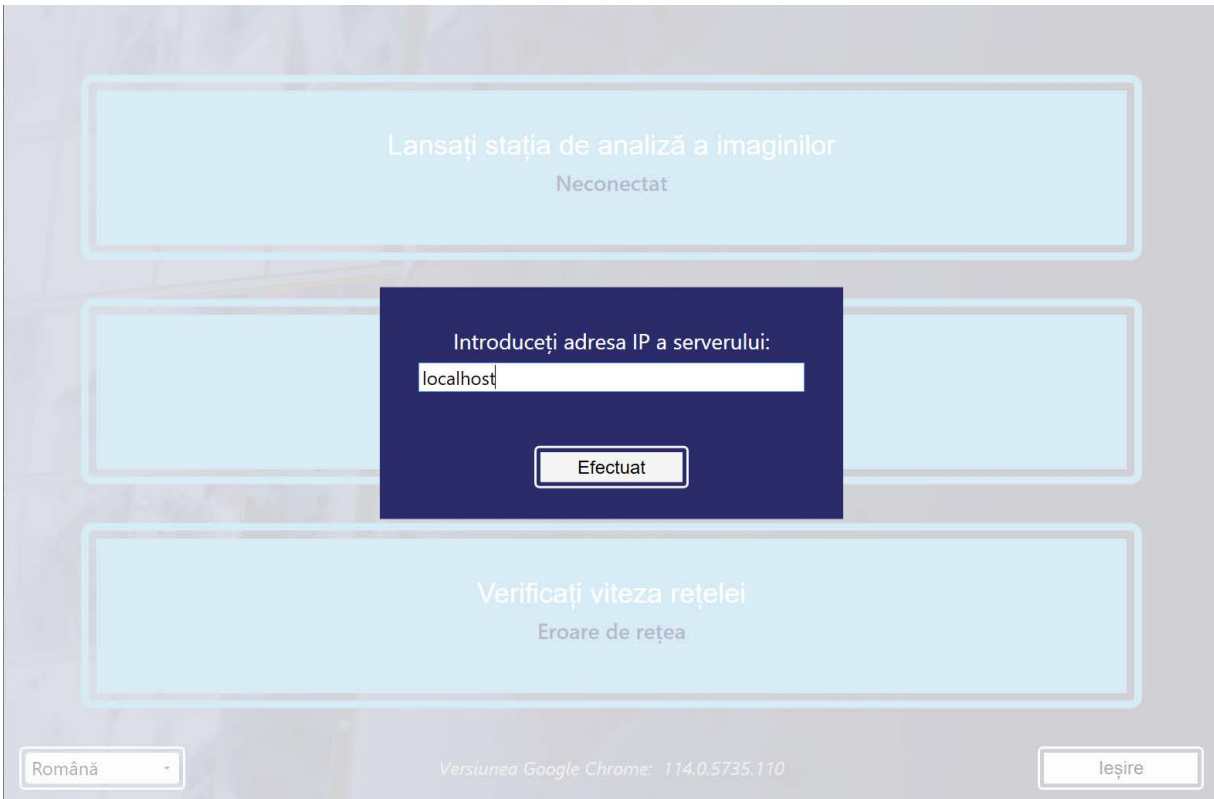 Lansați stația de analiză a imaginilor
Neconectat
Introduceți adresa IP a serverului:
localhost
Efectuat
Verificați viteza rețelei
Eroare de rețea
Română
Versiunea Google Chrome: 114.0.5735.110
Ieșire